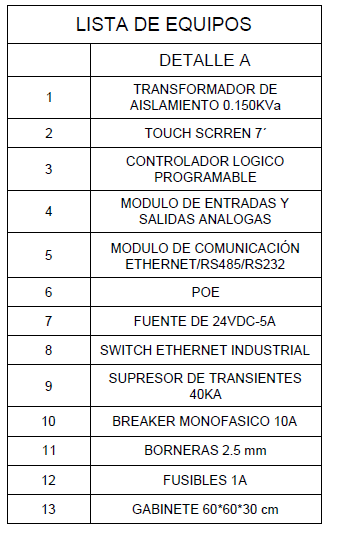 LISTA DE EQUIPOS
DETALLE A
1
TRANSFORMADOR DE
AISLAMIENTO 0.150KVa
2
TOUCH SCRREN 7´
3
CONTROLADOR LOGICO
PROGRAMABLE
4
MODULO DE ENTRADAS Y
SALIDAS ANALOGAS
5
MODULO DE COMUNICACIÓN
ETHERNET/RS485/RS232
6
POE
7
FUENTE DE 24VDC-5A
8
SWITCH ETHERNET INDUSTRIAL
9
SUPRESOR DE TRANSIENTES
40KA
10
BREAKER MONOFASICO 10A
11
BORNERAS 2.5 mm
12
FUSIBLES 1A
13
GABINETE 60*60*30 cm